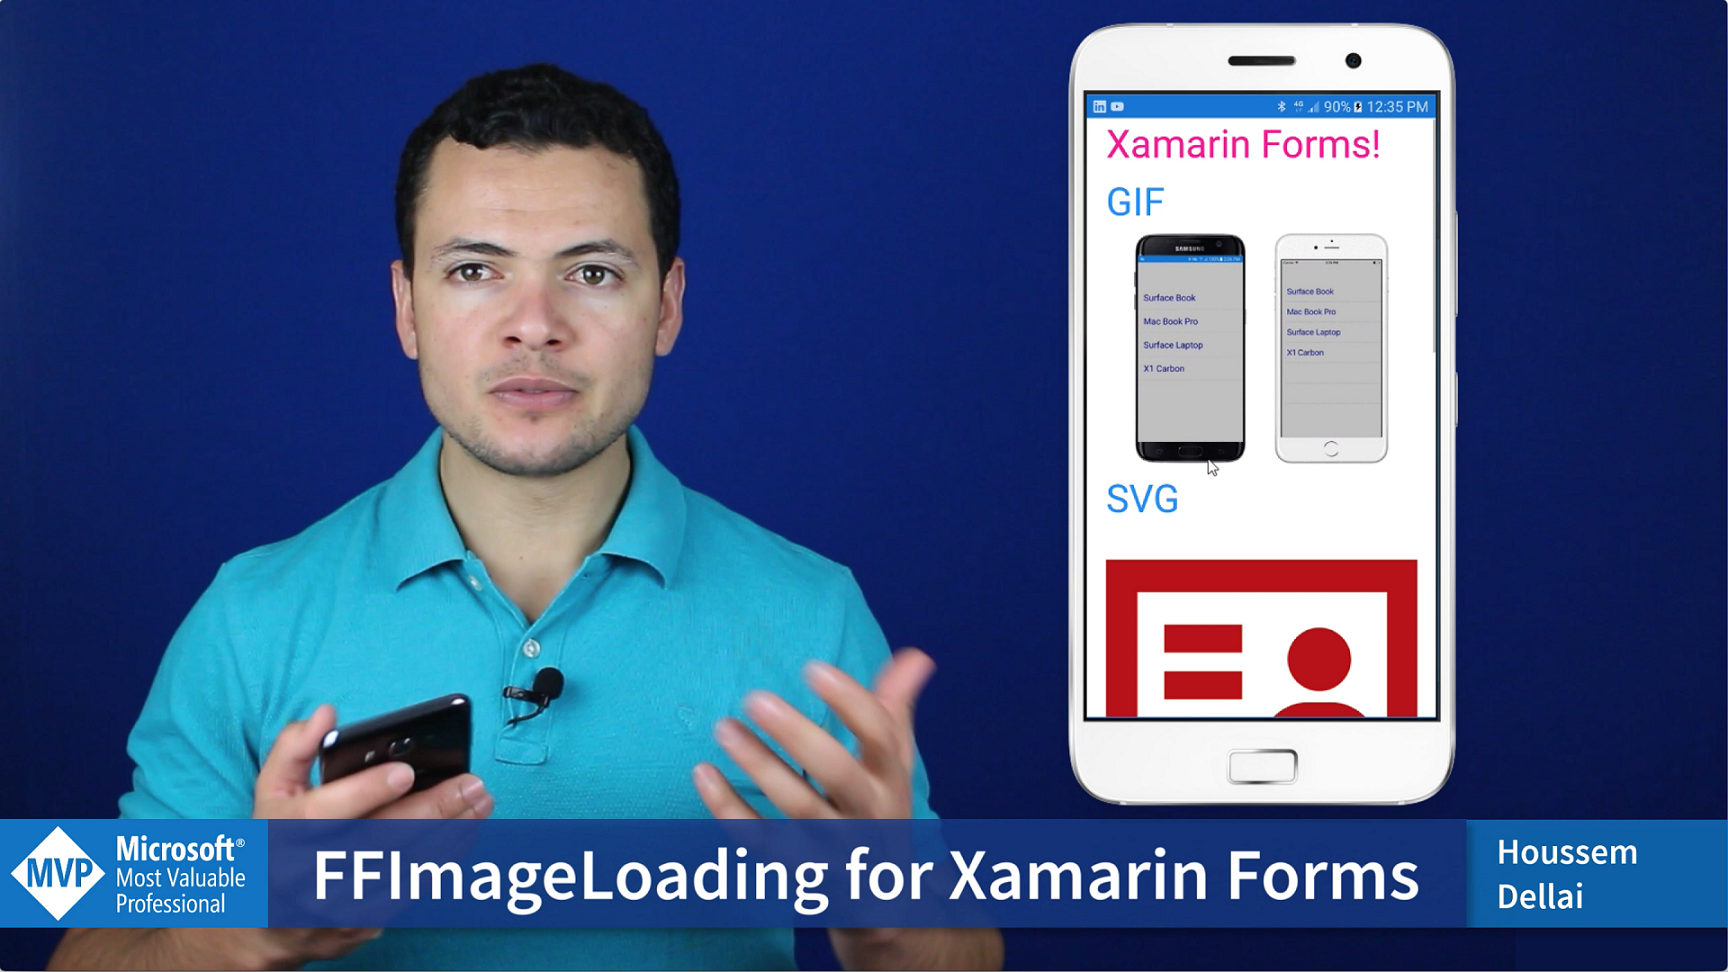 90% 12:35 PM
Xamarin Forms!
GIF
SAMSUNG
Surface Book
Mac Book Pro
Surface Laptop
X1 Carbon
Surface Book
Mac Book Pro
Surface Laptop
X1 Carbon
SVG
MVP
Microsoft®
Most Valuable
Professional
FFImageLoading for Xamarin Forms
Houssem
Dellai